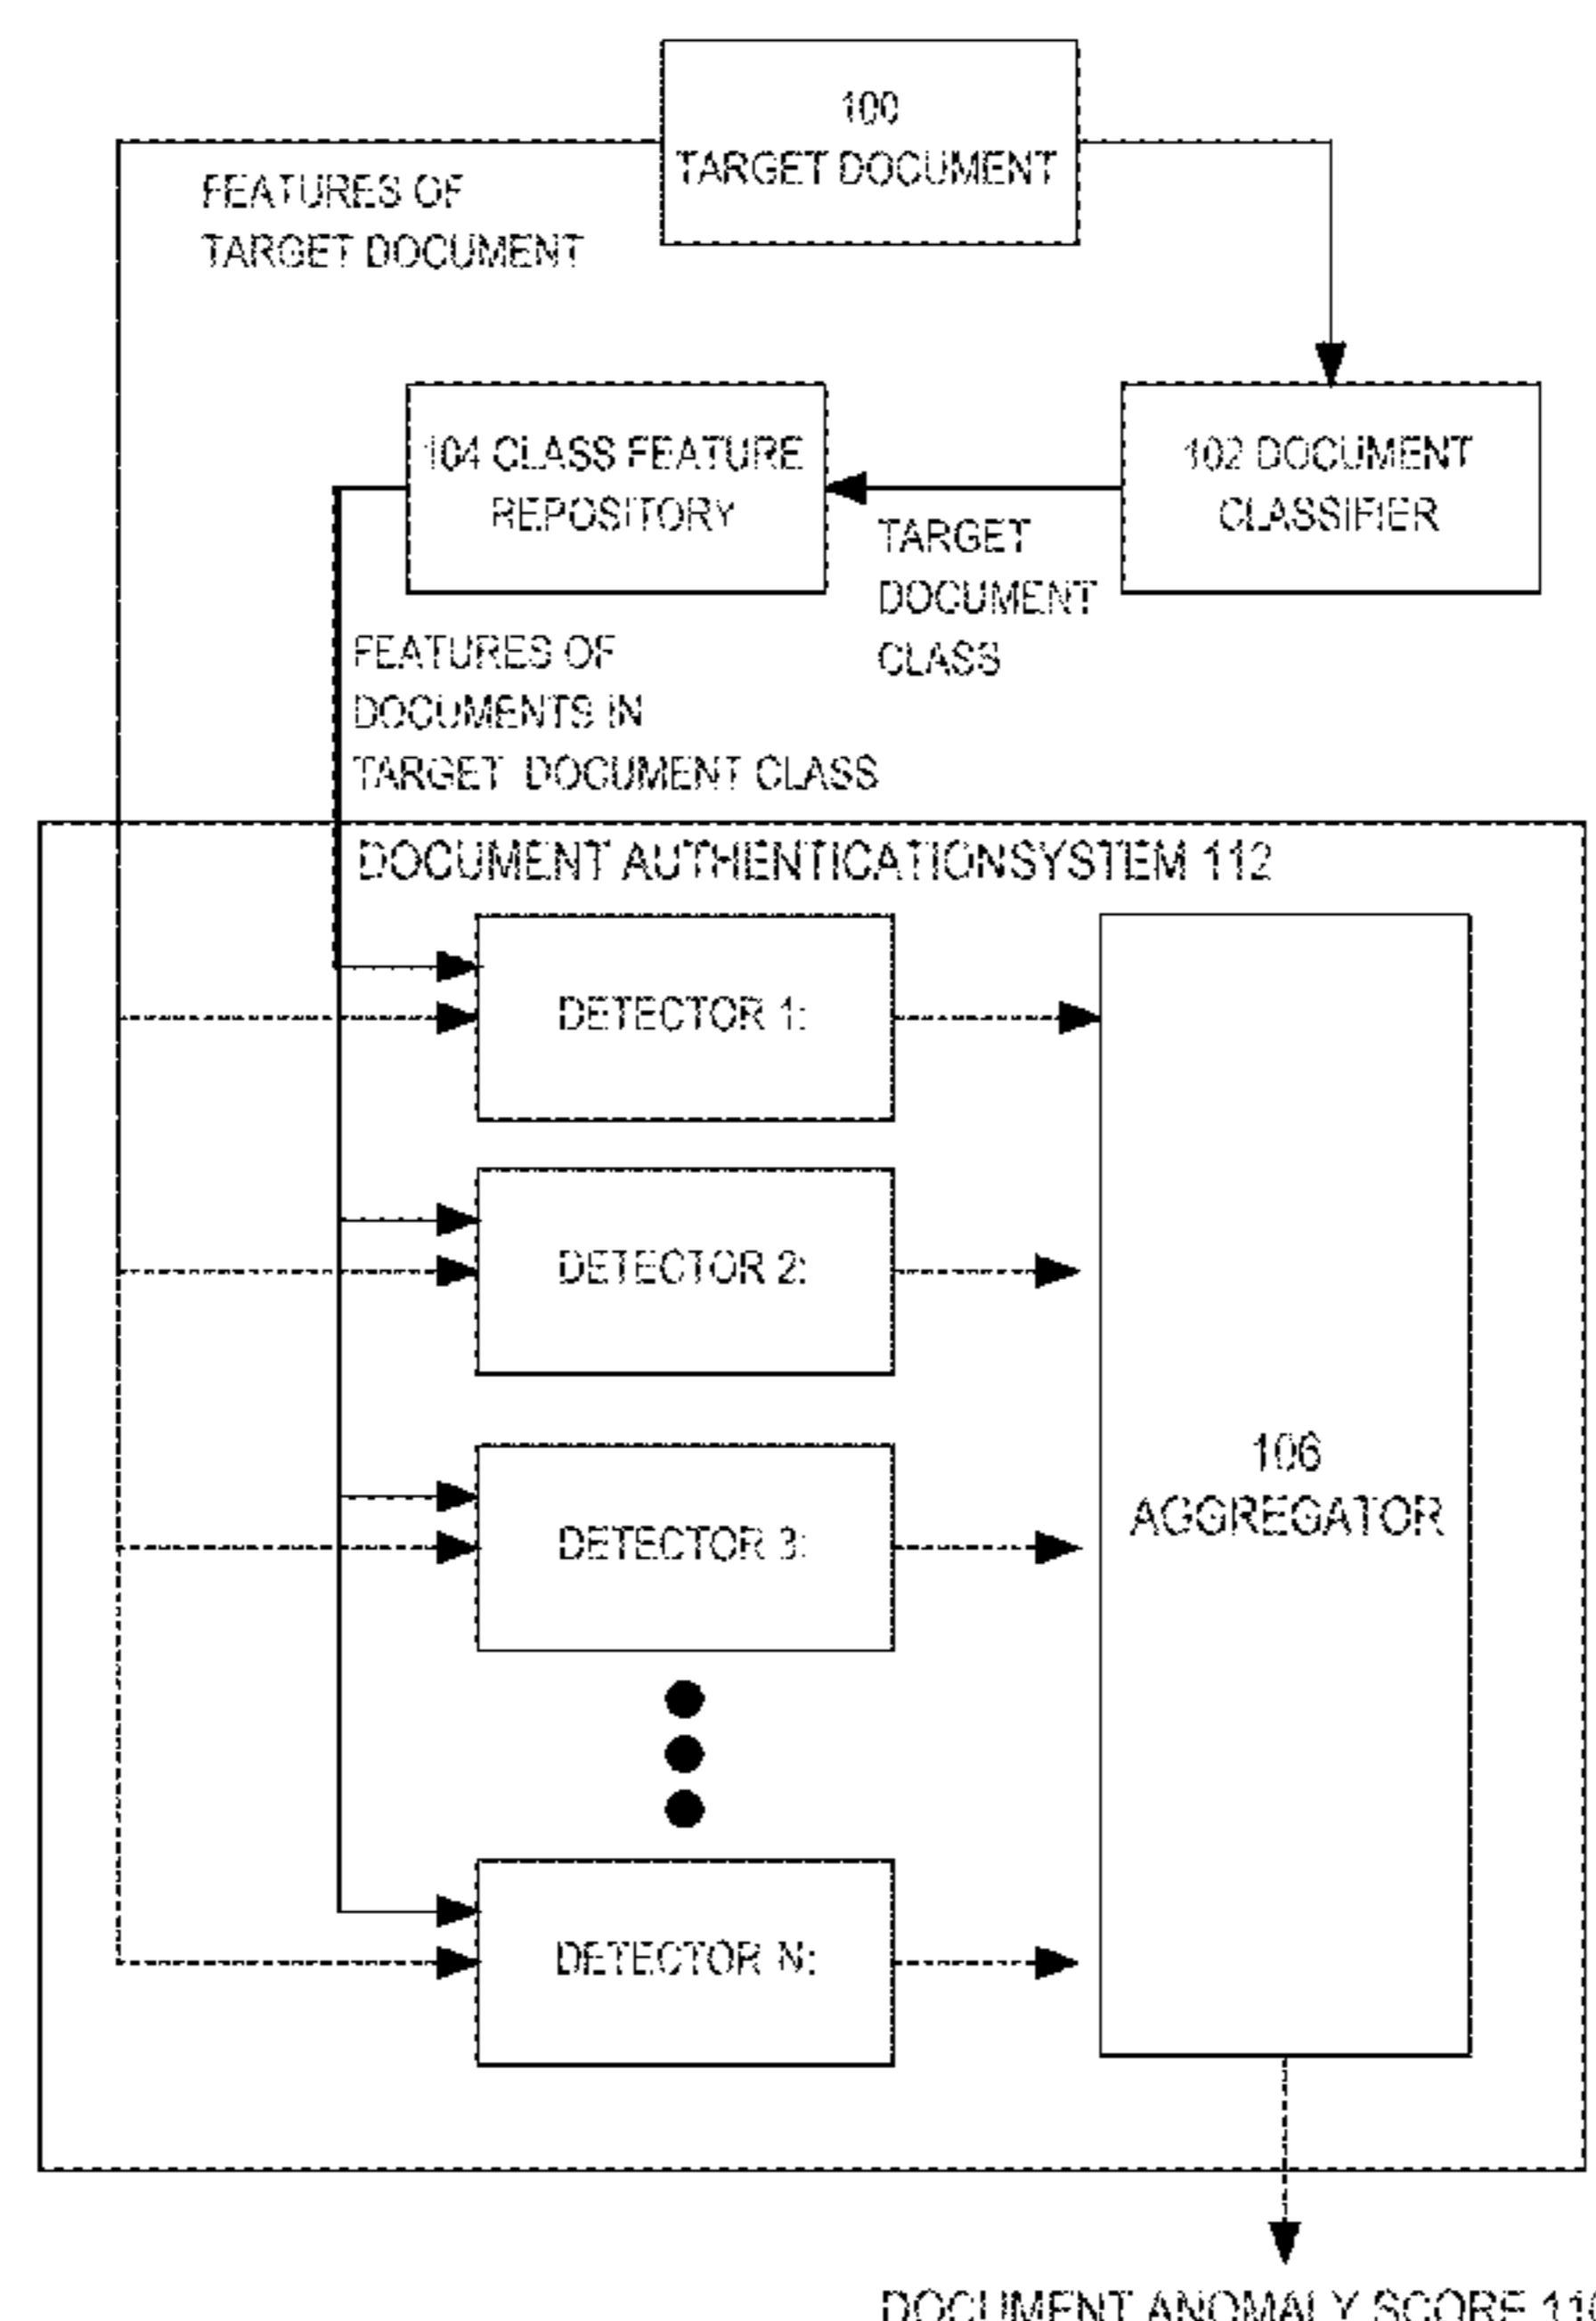 100
TARGET DOCUMENT
FEATURES OF
TARGET DOCUMENT
104 CLASS FEATURE
REPOSITORY
102 DOCUMENT
CLASSIFIER
TARGET
DOCUMENT
CLASS
FEATURES OF
DOCUMENTS IN
TARGET DOCUMENT CLASS
DOCUMENT AUTHENTICATIONSYSTEM 112
DETECTOR 1:
DETECTOR 2:
DETECTOR 3:
106
AGGREGATOR
DETECTOR N:
DOCUMENT ANOMALY SCORE